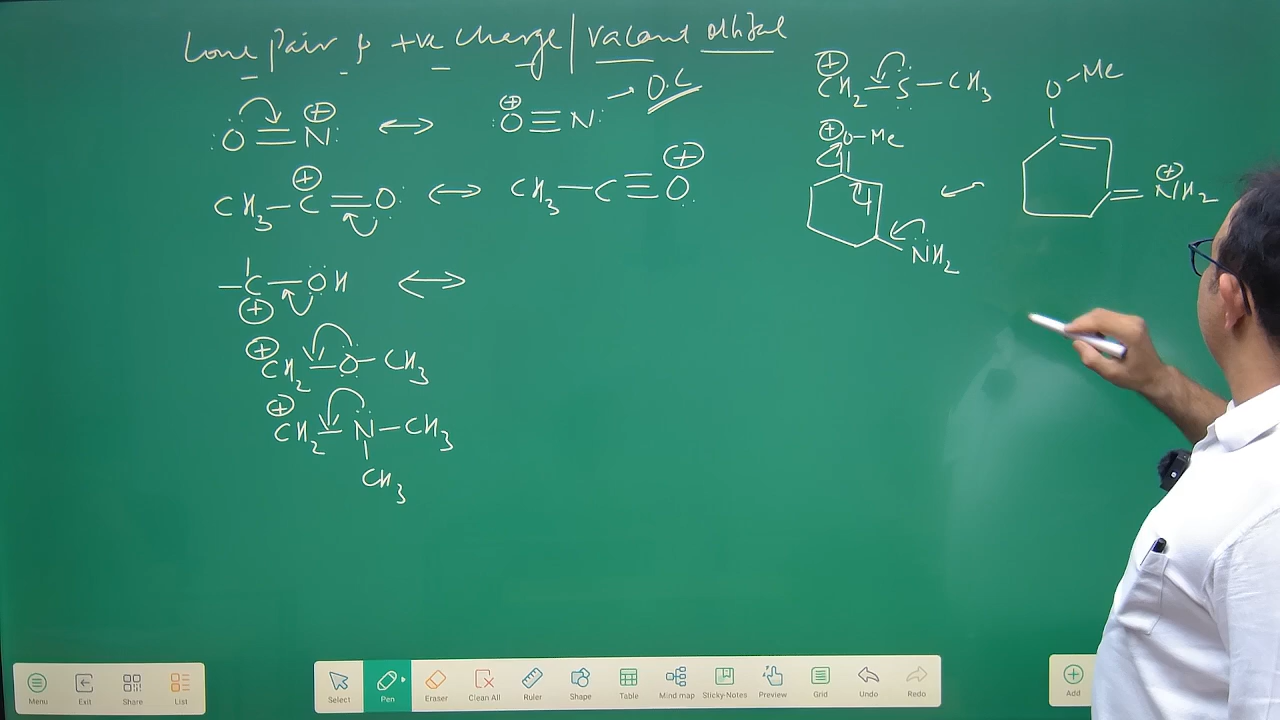 Lone pair & +ve charge / vacant orbital
:O=N: ⊕ ↔ ⊕ :O≡N: → O.C
CH3-C=O: ⊕ ↔ CH3-C≡O: ⊕
-C-OH ⊕ ↔
⊕ CH2-O-CH3
⊕ CH2-N-CH3
CH3
⊕ CH2-S-CH3
⊕ O-Me
NH2
O-Me
⊕ NH2
Menu Exit Share List
Select Pen Eraser Clean All Ruler Shape Table Mind map Sticky-Notes Preview Grid Undo Redo
Add